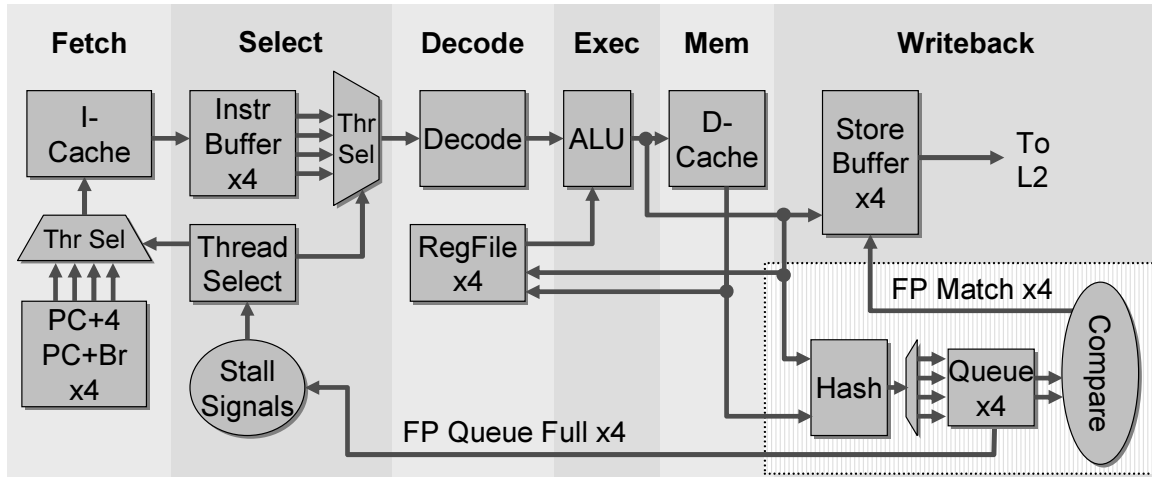 Fetch
Select
Decode
Exec
Mem
Writeback
I-
Cache
Instr
Buffer
x4
Thr
Sel
Decode
ALU
D-
Cache
Store
Buffer
x4
To
L2
Thr Sel
Thread
Select
RegFile
x4
PC+4
PC+Br
x4
Stall
Signals
FP Queue Full x4
FP Match x4
Hash
Queue
x4
Compare